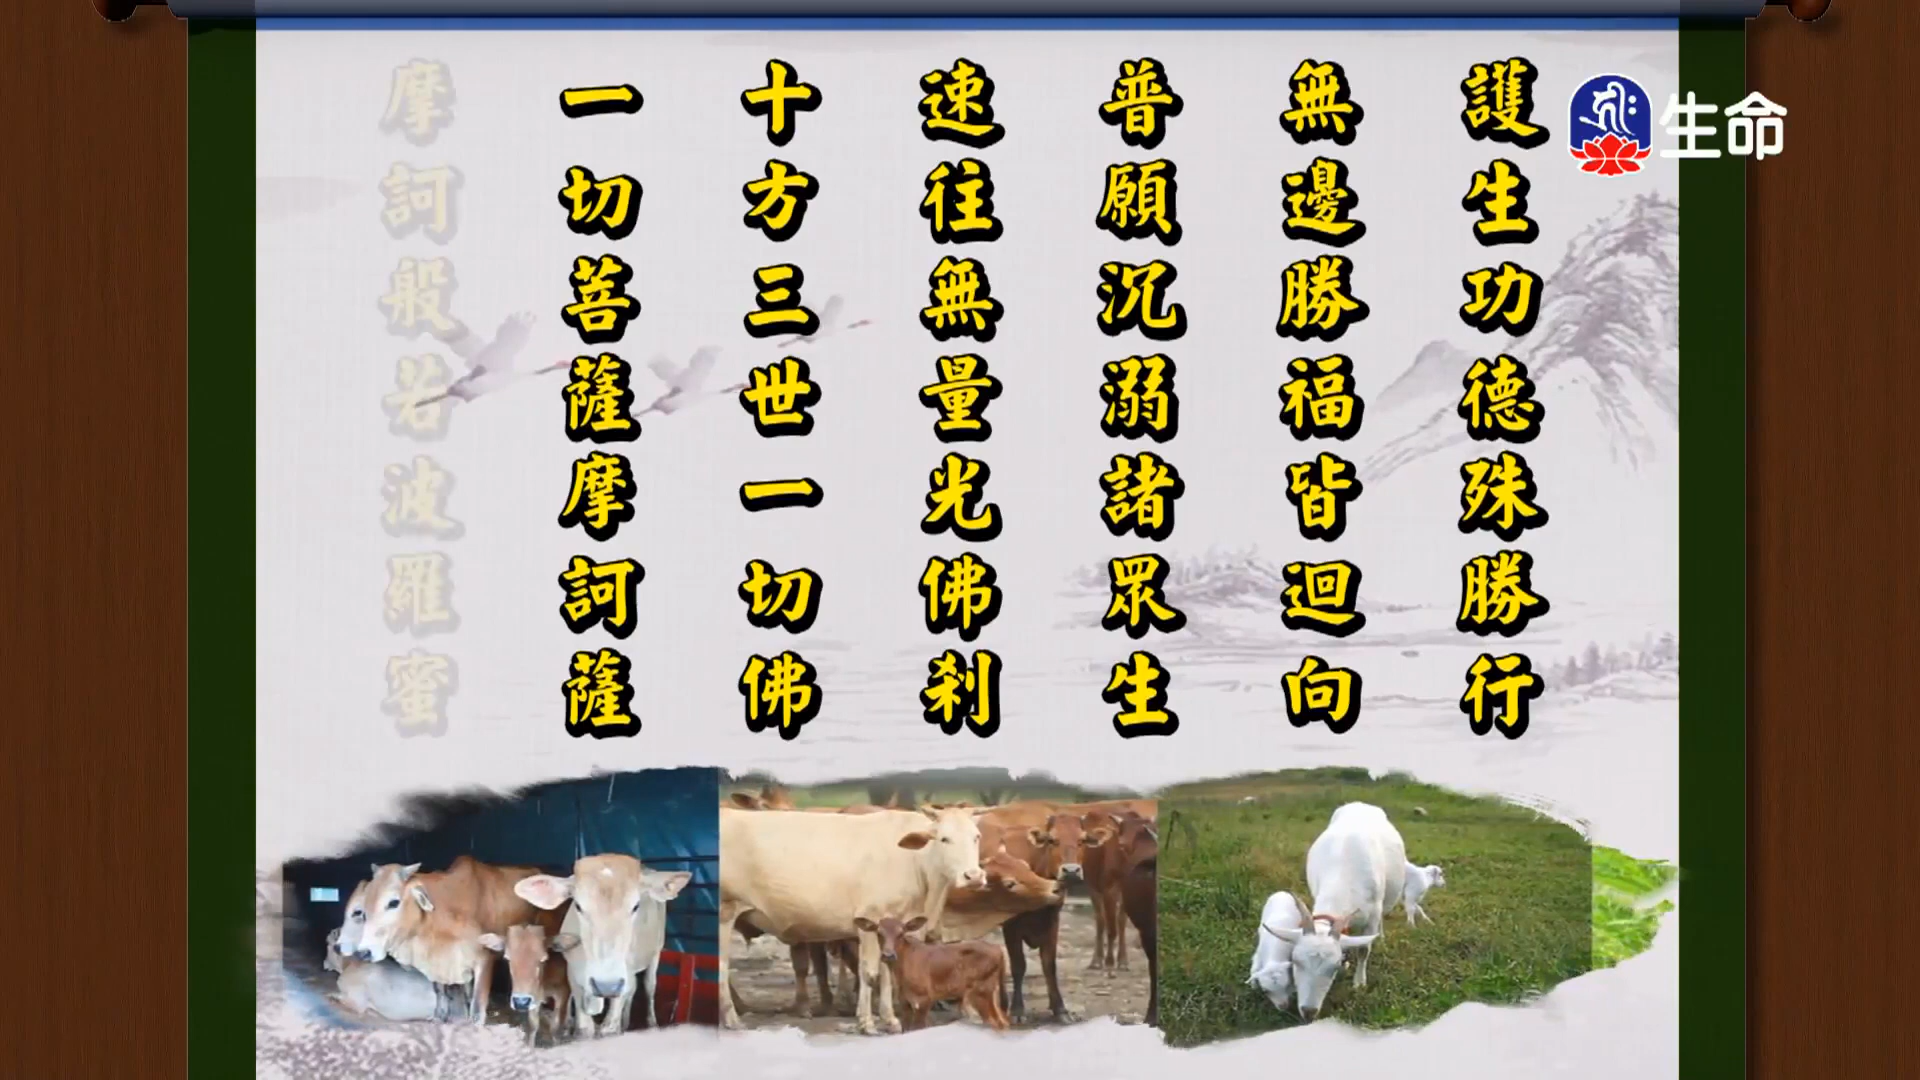 護生功德殊勝行
無邊勝福皆迴向
普願沉溺諸眾生
速往無量光佛剎
十方三世一切佛
一切菩薩摩訶薩
摩訶般若波羅蜜
生命